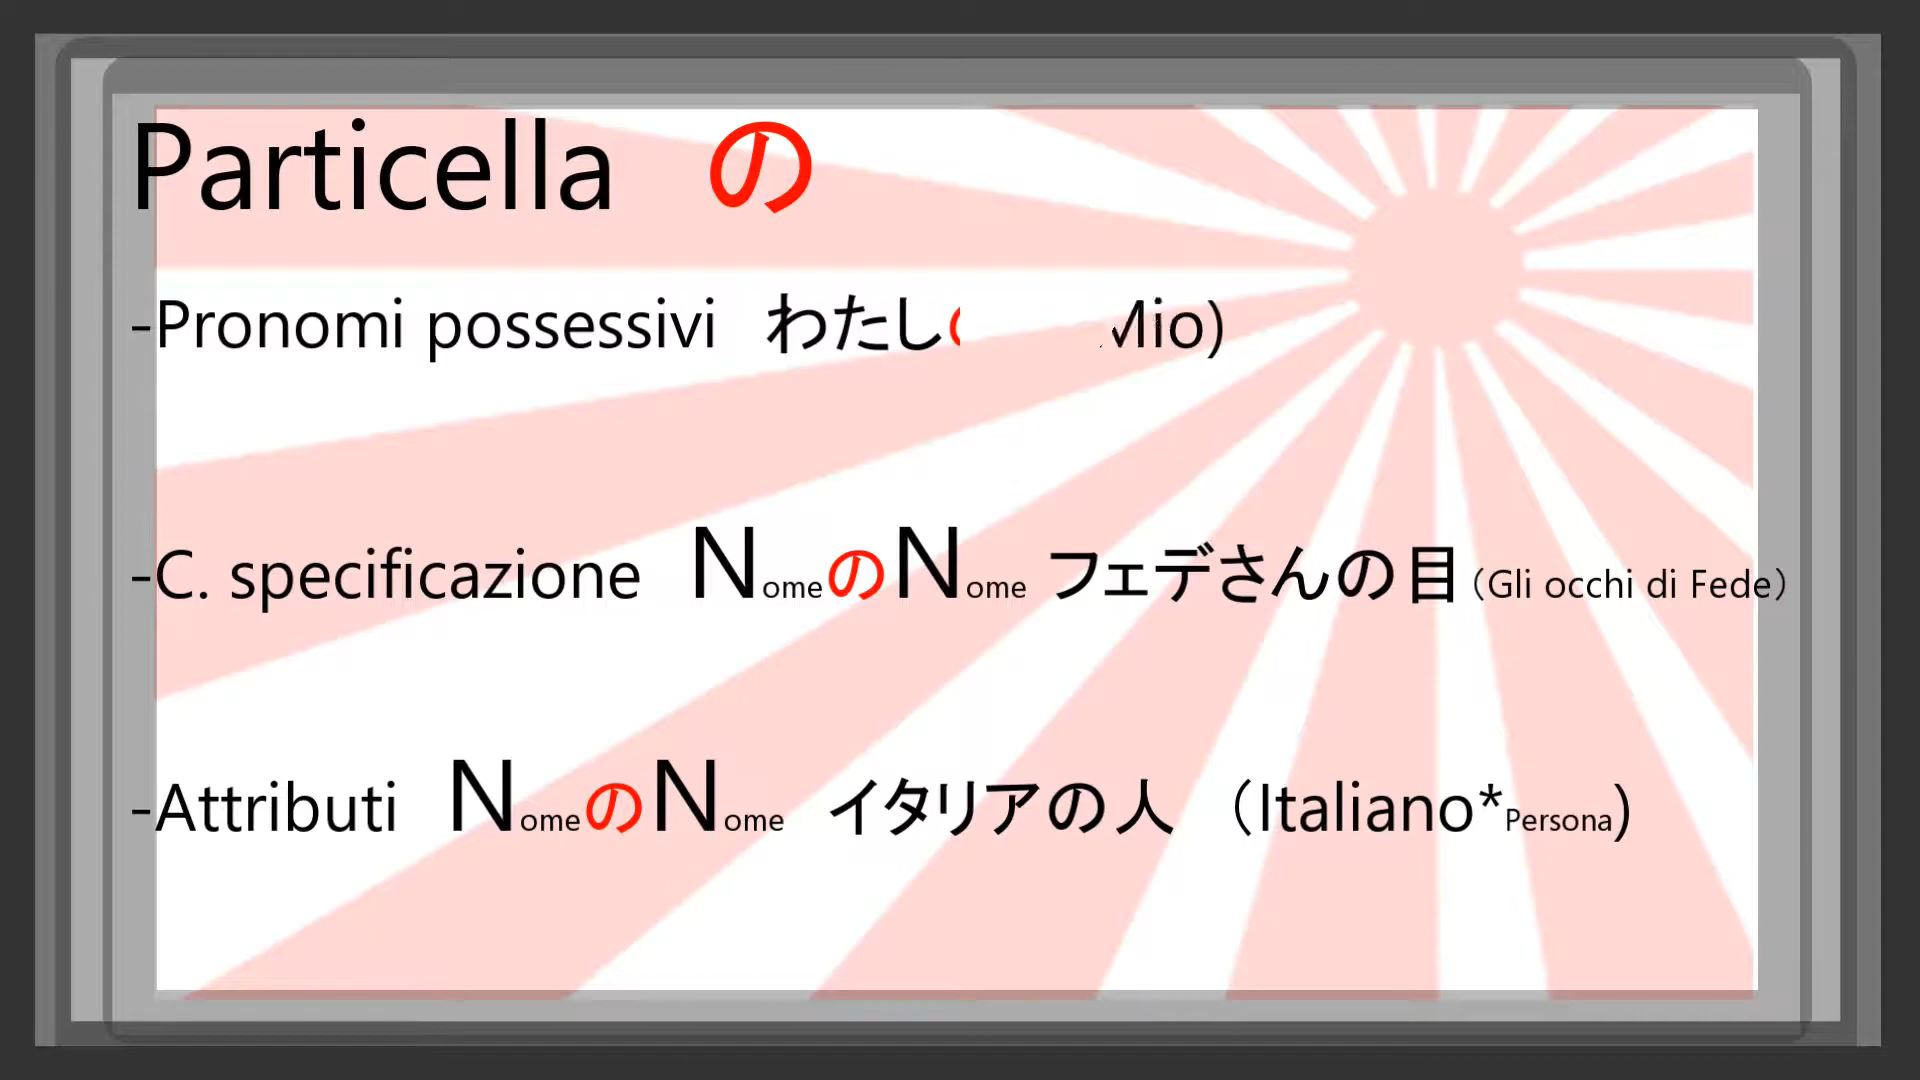 Particella の
-Pronomi possessivi わたし
-C. specificazione NomeのNome フェデさんの目 (Gli occhi di Fede)
-Attributi NomeのNome イタリアの人 (Italiano*Persona)